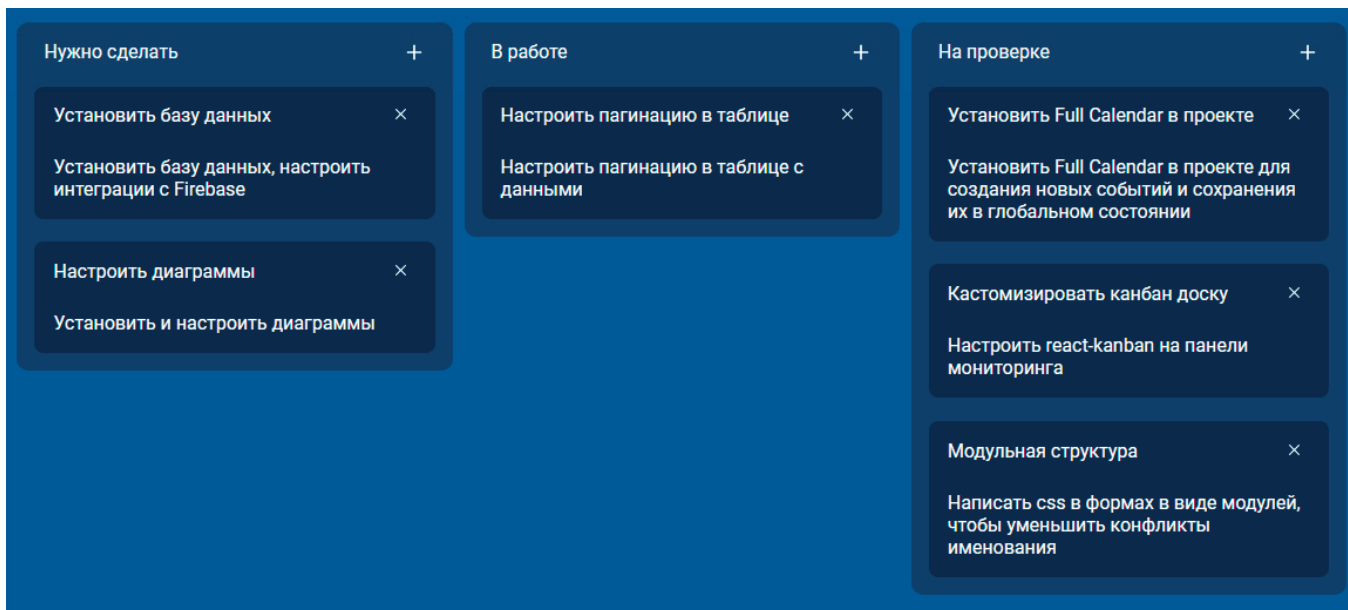 Нужно сделать +
Установить базу данных ×
Установить базу данных, настроить
интеграции с Firebase
Настроить диаграммы ×
Установить и настроить диаграммы
В работе +
Настроить пагинацию в таблице ×
Настроить пагинацию в таблице с
данными
На проверке +
Установить Full Calendar в проекте ×
Установить Full Calendar в проекте для
создания новых событий и сохранения
их в глобальном состоянии
Кастомизировать канбан доску ×
Настроить react-kanban на панели
мониторинга
Модульная структура ×
Написать css в формах в виде модулей,
чтобы уменьшить конфликты
именования